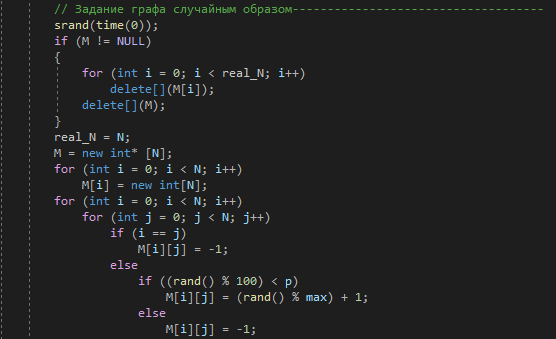 // Задание графа случайным образом------------------------------------
srand(time(0));
if (M != NULL)
{
    for (int i = 0; i < real_N; i++)
        delete[](M[i]);
    delete[](M);
}
real_N = N;
M = new int* [N];
for (int i = 0; i < N; i++)
    M[i] = new int[N];
for (int i = 0; i < N; i++)
    for (int j = 0; j < N; j++)
        if (i == j)
            M[i][j] = -1;
        else
            if ((rand() % 100) < p)
                M[i][j] = (rand() % max) + 1;
            else
                M[i][j] = -1;